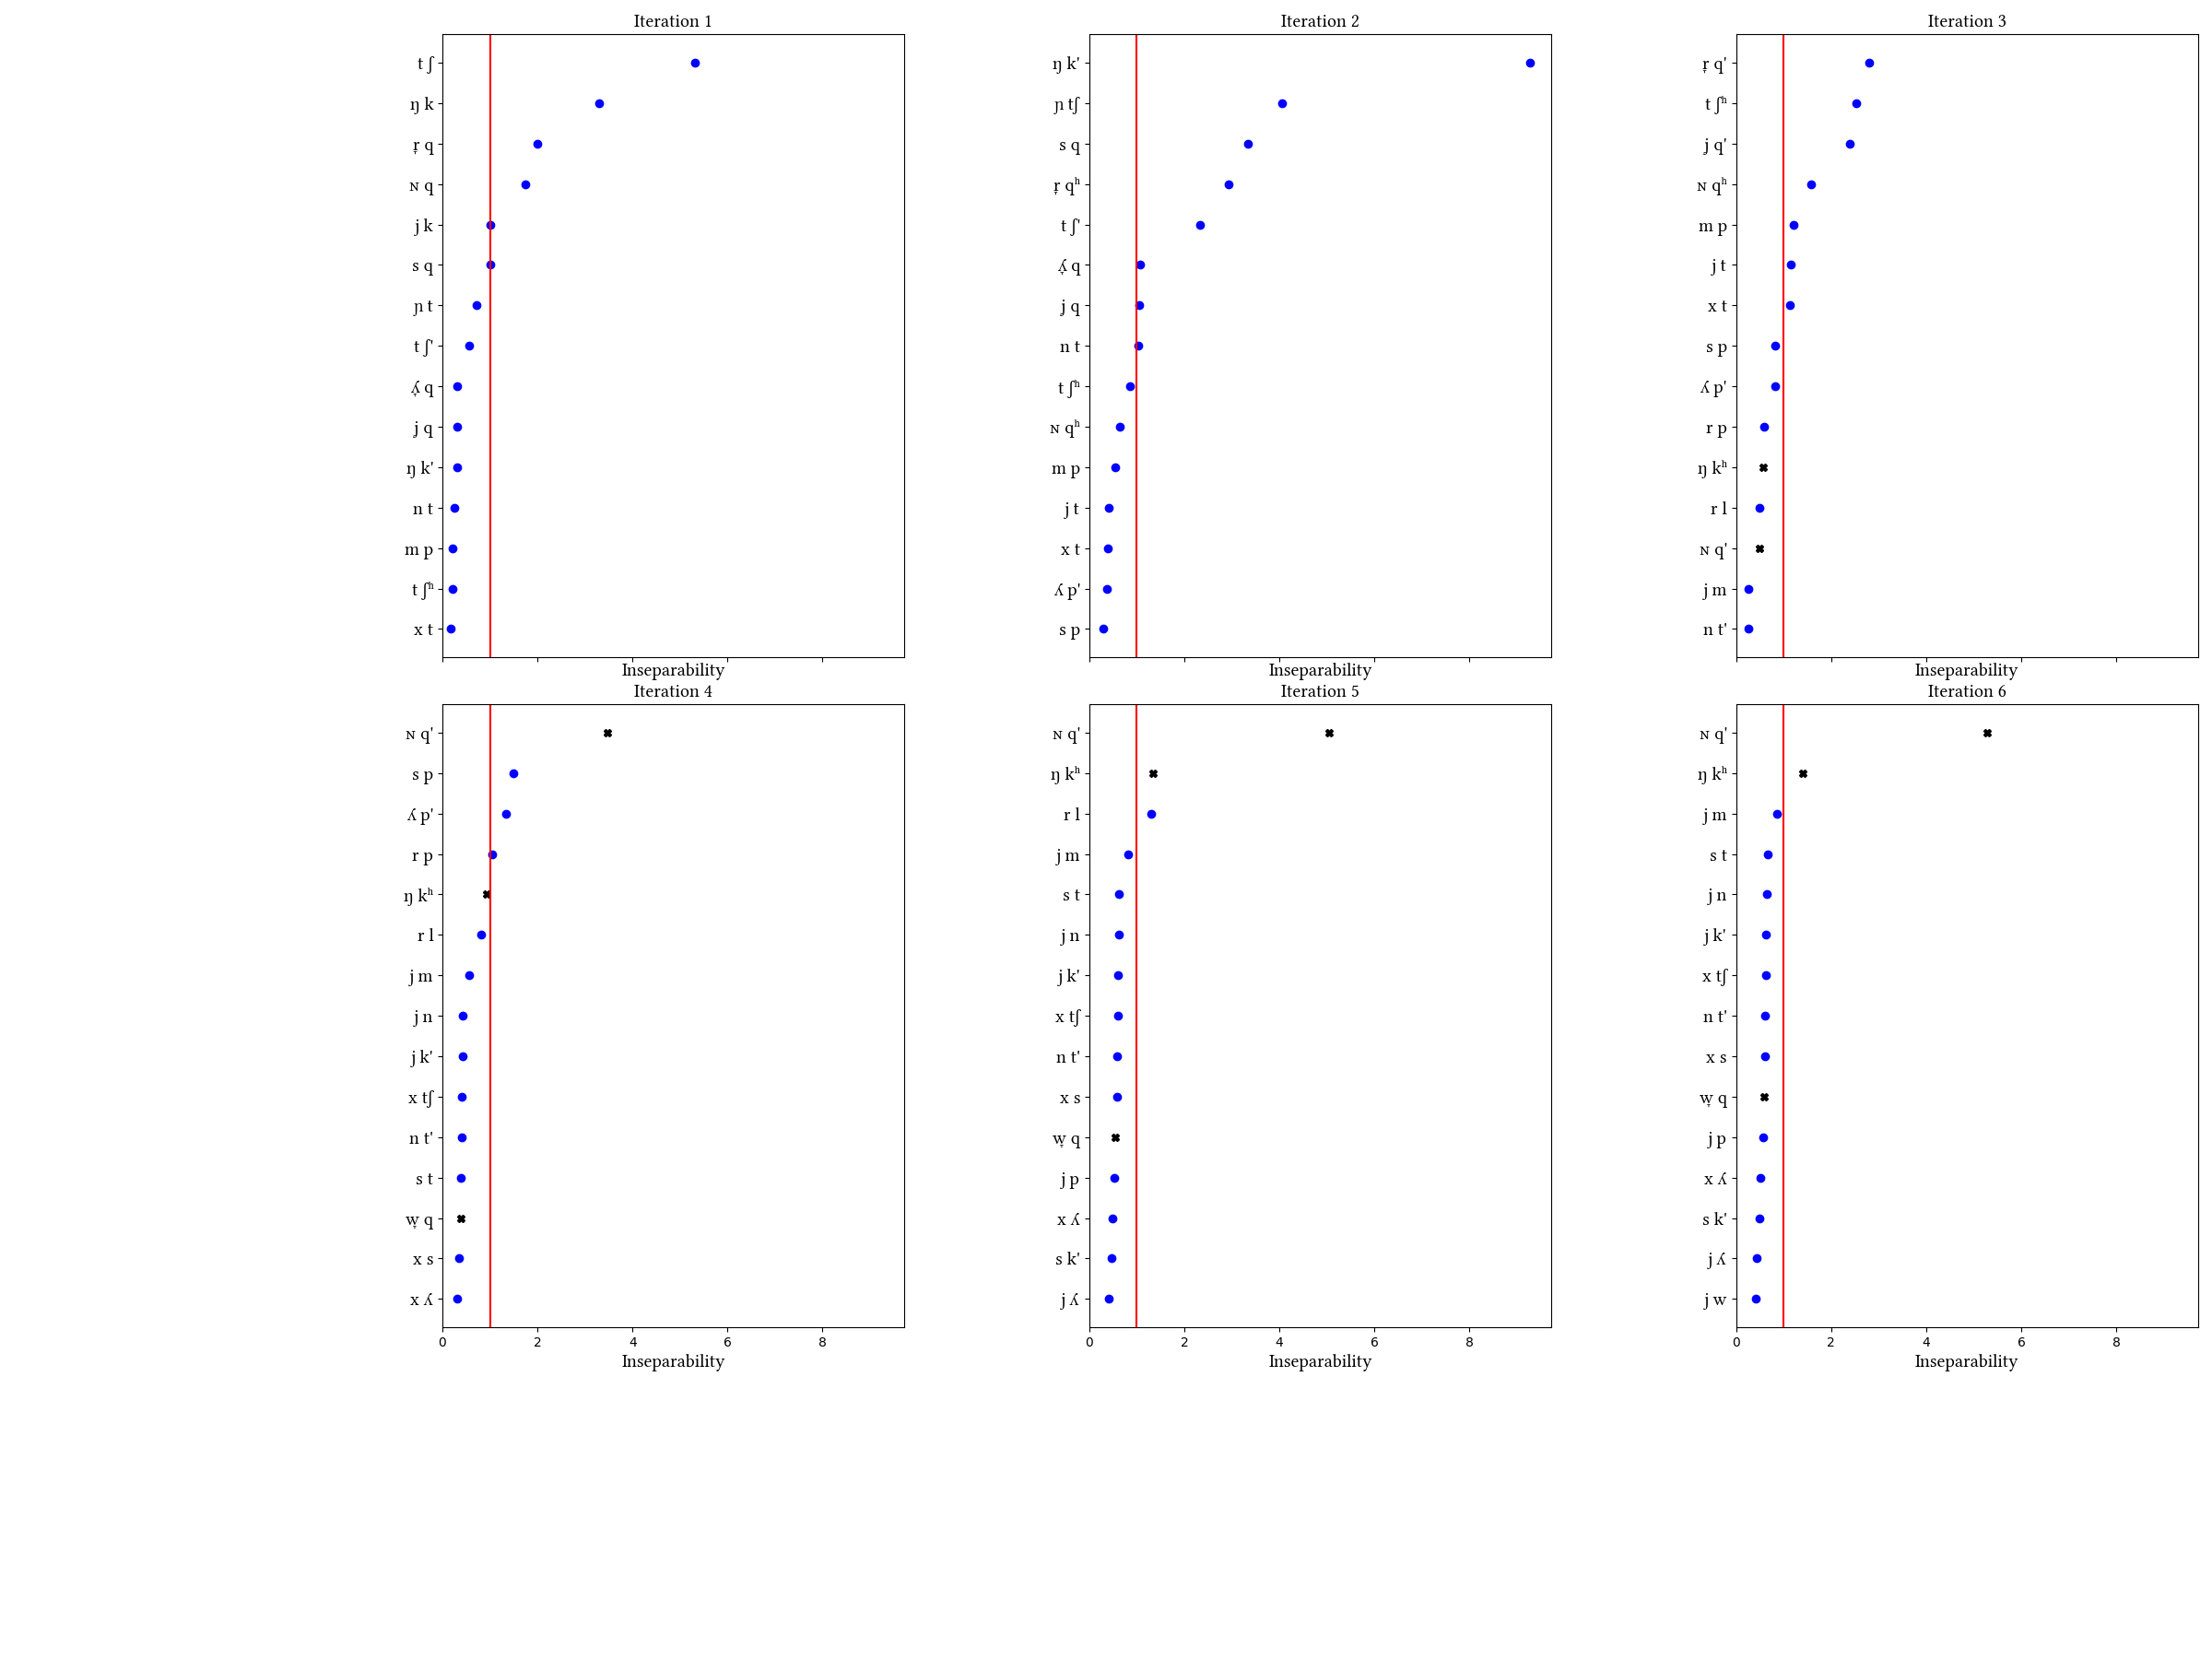 Iteration 1
t ʃ
ŋ k
r̥ q
ɴ q
j k
s q
ɲ t
t ʃ'
ʎ̥ q
j q
ŋ k'
n t
m p
t ʃʰ
x t
Inseparability
Iteration 2
ŋ k'
ɲ tʃ
s q
r̥ qʰ
t ʃ'
ʎ̥ q
j q
n t
t ʃʰ
ɴ qʰ
m p
j t
x t
ʎ p'
s p
Inseparability
Iteration 3
r̥ q'
t ʃʰ
j q'
ɴ qʰ
m p
j t
x t
s p
ʎ p'
r p
ŋ kʰ
r l
ɴ q'
j m
n t'
Inseparability
Iteration 4
ɴ q'
s p
ʎ p'
r p
ŋ kʰ
r l
j m
j n
j k'
x tʃ
n t'
s t
w̥ q
x s
x ʎ
0 2 4 6 8
Inseparability
Iteration 5
ɴ q'
ŋ kʰ
r l
j m
s t
j n
j k'
x tʃ
n t'
x s
w̥ q
j p
x ʎ
s k'
j ʎ
0 2 4 6 8
Inseparability
Iteration 6
ɴ q'
ŋ kʰ
j m
s t
j n
j k'
x tʃ
n t'
x s
w̥ q
j p
x ʎ
s k'
j ʎ
j w
0 2 4 6 8
Inseparability